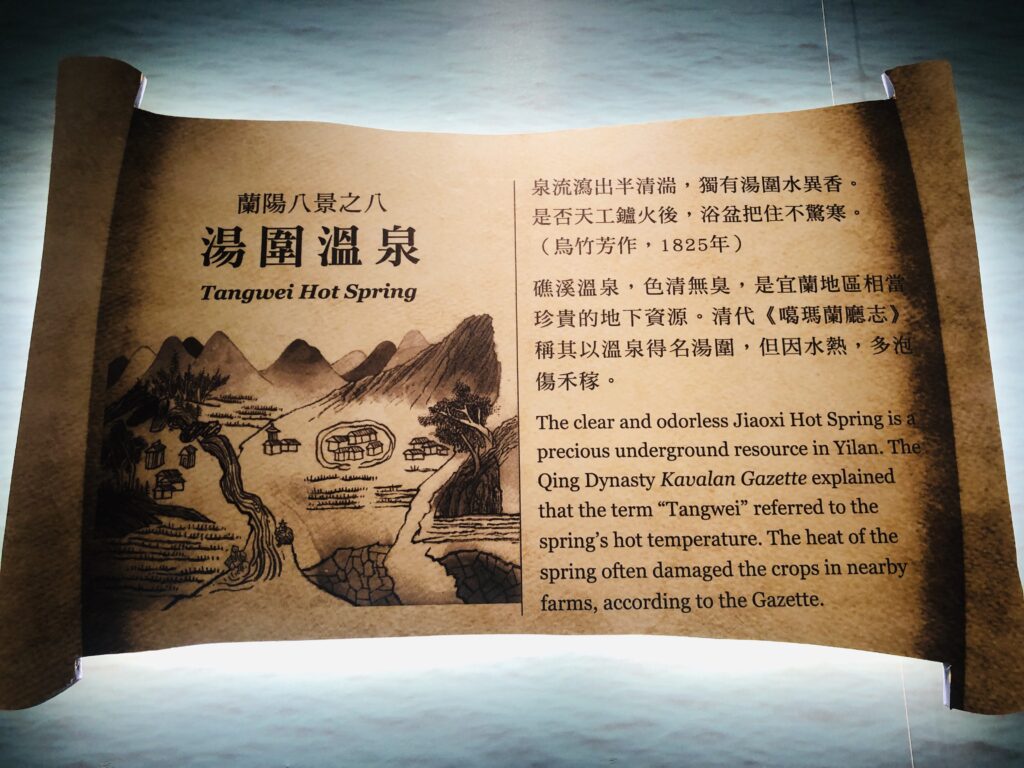 蘭陽八景之八
湯圍溫泉
Tangwei Hot Spring
泉流瀉出半清湍，獨有湯圍水異香。
是否天工鑪火後，浴盆把住不驚寒。
（烏竹芳作，1825年）
礁溪溫泉，色清無臭，是宜蘭地區相當
珍貴的地下資源。清代《噶瑪蘭廳志》
稱其以溫泉得名湯圍，但因水熱，多泡
傷禾稼。
The clear and odorless Jiaoxi Hot Spring is a
precious underground resource in Yilan. The
Qing Dynasty Kavalan Gazette explained
that the term “Tangwei” referred to the
spring’s hot temperature. The heat of the
spring often damaged the crops in nearby
farms, according to the Gazette.